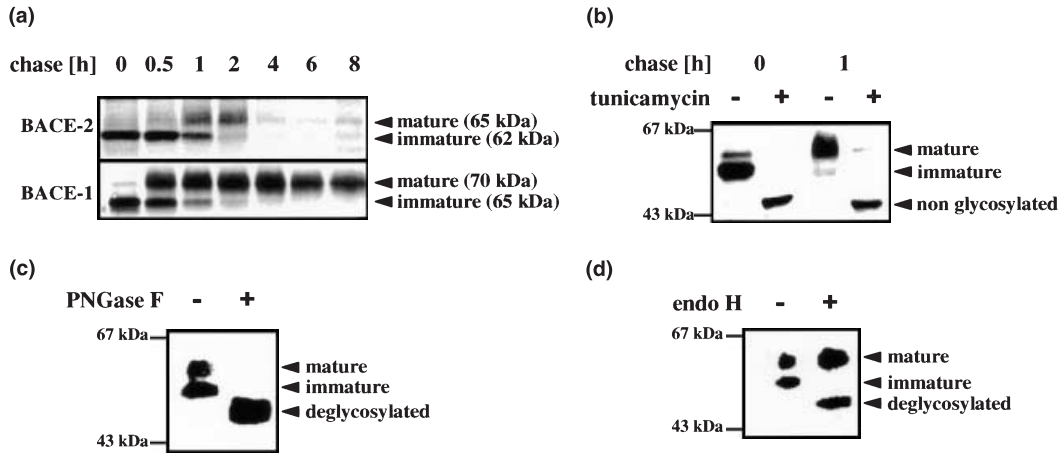 (a)
chase [h] 0 0.5 1 2 4 6 8
BACE-2
mature (65 kDa)
immature (62 kDa)
BACE-1
mature (70 kDa)
immature (65 kDa)
(b)
chase [h] 0 1
tunicamycin - + - +
67 kDa
mature
immature
non glycosylated
43 kDa
(c)
PNGase F - +
67 kDa
mature
immature
deglycosylated
43 kDa
(d)
endo H - +
67 kDa
mature
immature
deglycosylated
43 kDa